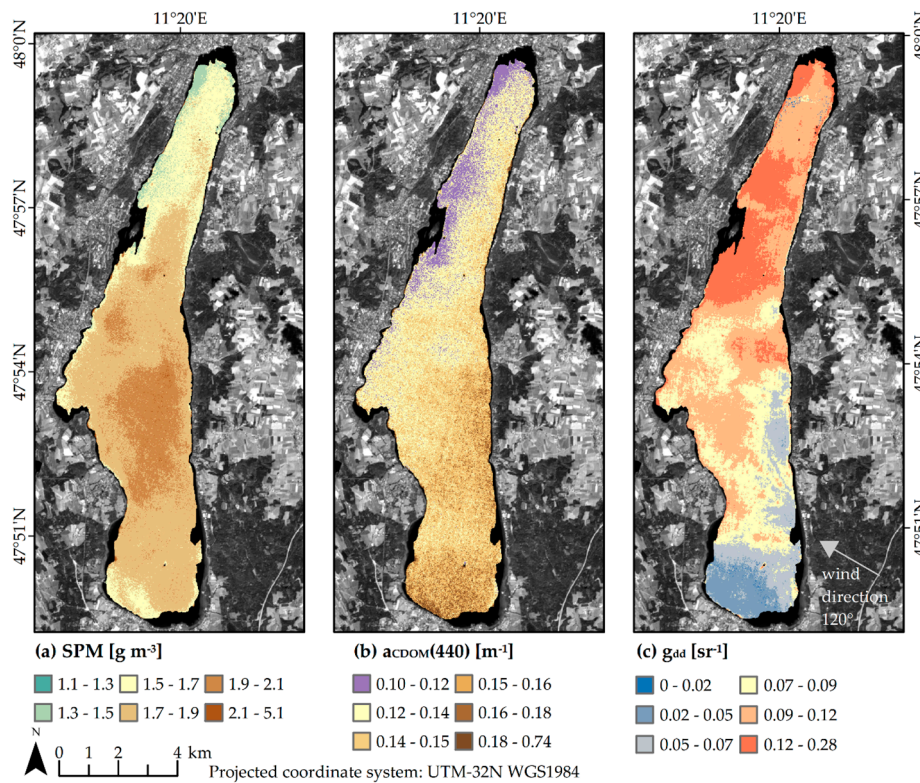 11°20'E 11°20'E 11°20'E
48°0'N 48°0'N
47°57'N 47°57'N
47°54'N 47°54'N
47°51'N 47°51'N
wind
direction
120°
(a) SPM [g m⁻³]
1.1 - 1.3 1.5 - 1.7 1.9 - 2.1
1.3 - 1.5 1.7 - 1.9 2.1 - 5.1
(b) aCDOM(440) [m⁻¹]
0.10 - 0.12 0.15 - 0.16
0.12 - 0.14 0.16 - 0.18
0.14 - 0.15 0.18 - 0.74
(c) gdd [sr⁻¹]
0 - 0.02 0.07 - 0.09
0.02 - 0.05 0.09 - 0.12
0.05 - 0.07 0.12 - 0.28
N
0 1 2 4 km
Projected coordinate system: UTM-32N WGS1984